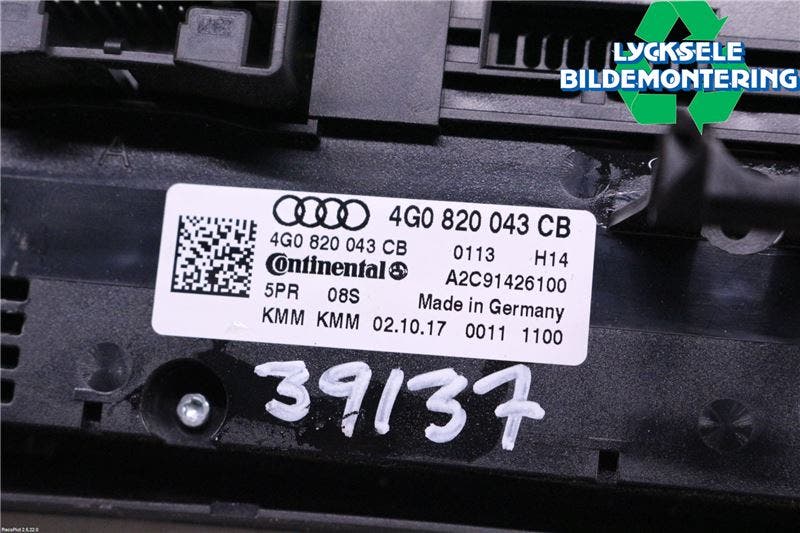 LYCKSELE
BILDEMONTERING
A
4G0 820 043 CB
4G0 820 043 CB 0113 H14
Continental A2C91426100
5PR 08S Made in Germany
KMM KMM 02.10.17 0011 1100
39137